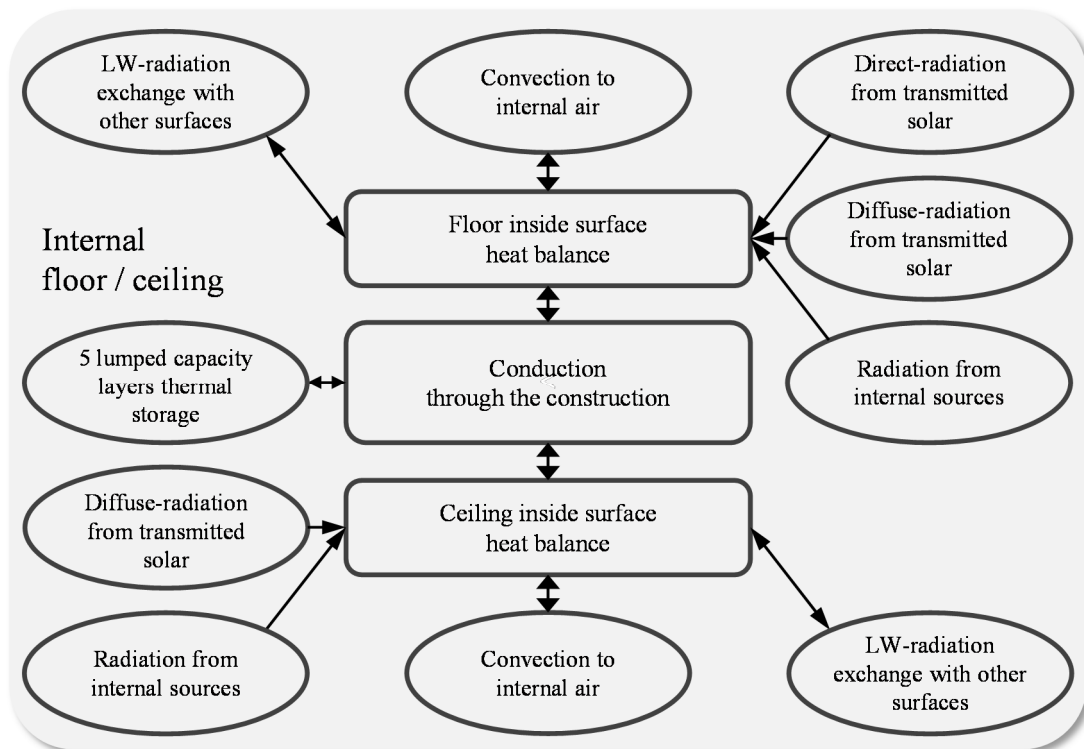 LW-radiation
exchange with
other surfaces
Convection to
internal air
Direct-radiation
from transmitted
solar
Floor inside surface
heat balance
Diffuse-radiation
from transmitted
solar
Internal
floor / ceiling
5 lumped capacity
layers thermal
storage
Conduction
through the construction
Radiation from
internal sources
Diffuse-radiation
from transmitted
solar
Ceiling inside surface
heat balance
Radiation from
internal sources
Convection to
internal air
LW-radiation
exchange with other
surfaces